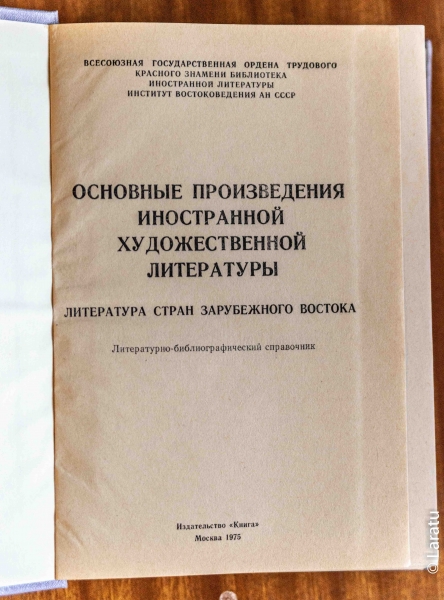 ВСЕСОЮЗНАЯ ГОСУДАРСТВЕННАЯ ОРДЕНА ТРУДОВОГО
КРАСНОГО ЗНАМЕНИ БИБЛИОТЕКА
ИНОСТРАННОЙ ЛИТЕРАТУРЫ
ИНСТИТУТ ВОСТОКОВЕДЕНИЯ АН СССР
ОСНОВНЫЕ ПРОИЗВЕДЕНИЯ
ИНОСТРАННОЙ
ХУДОЖЕСТВЕННОЙ
ЛИТЕРАТУРЫ
ЛИТЕРАТУРА СТРАН ЗАРУБЕЖНОГО ВОСТОКА
Литературно-библиографический справочник
Издательство «Книга»
Москва 1975
© Laratu